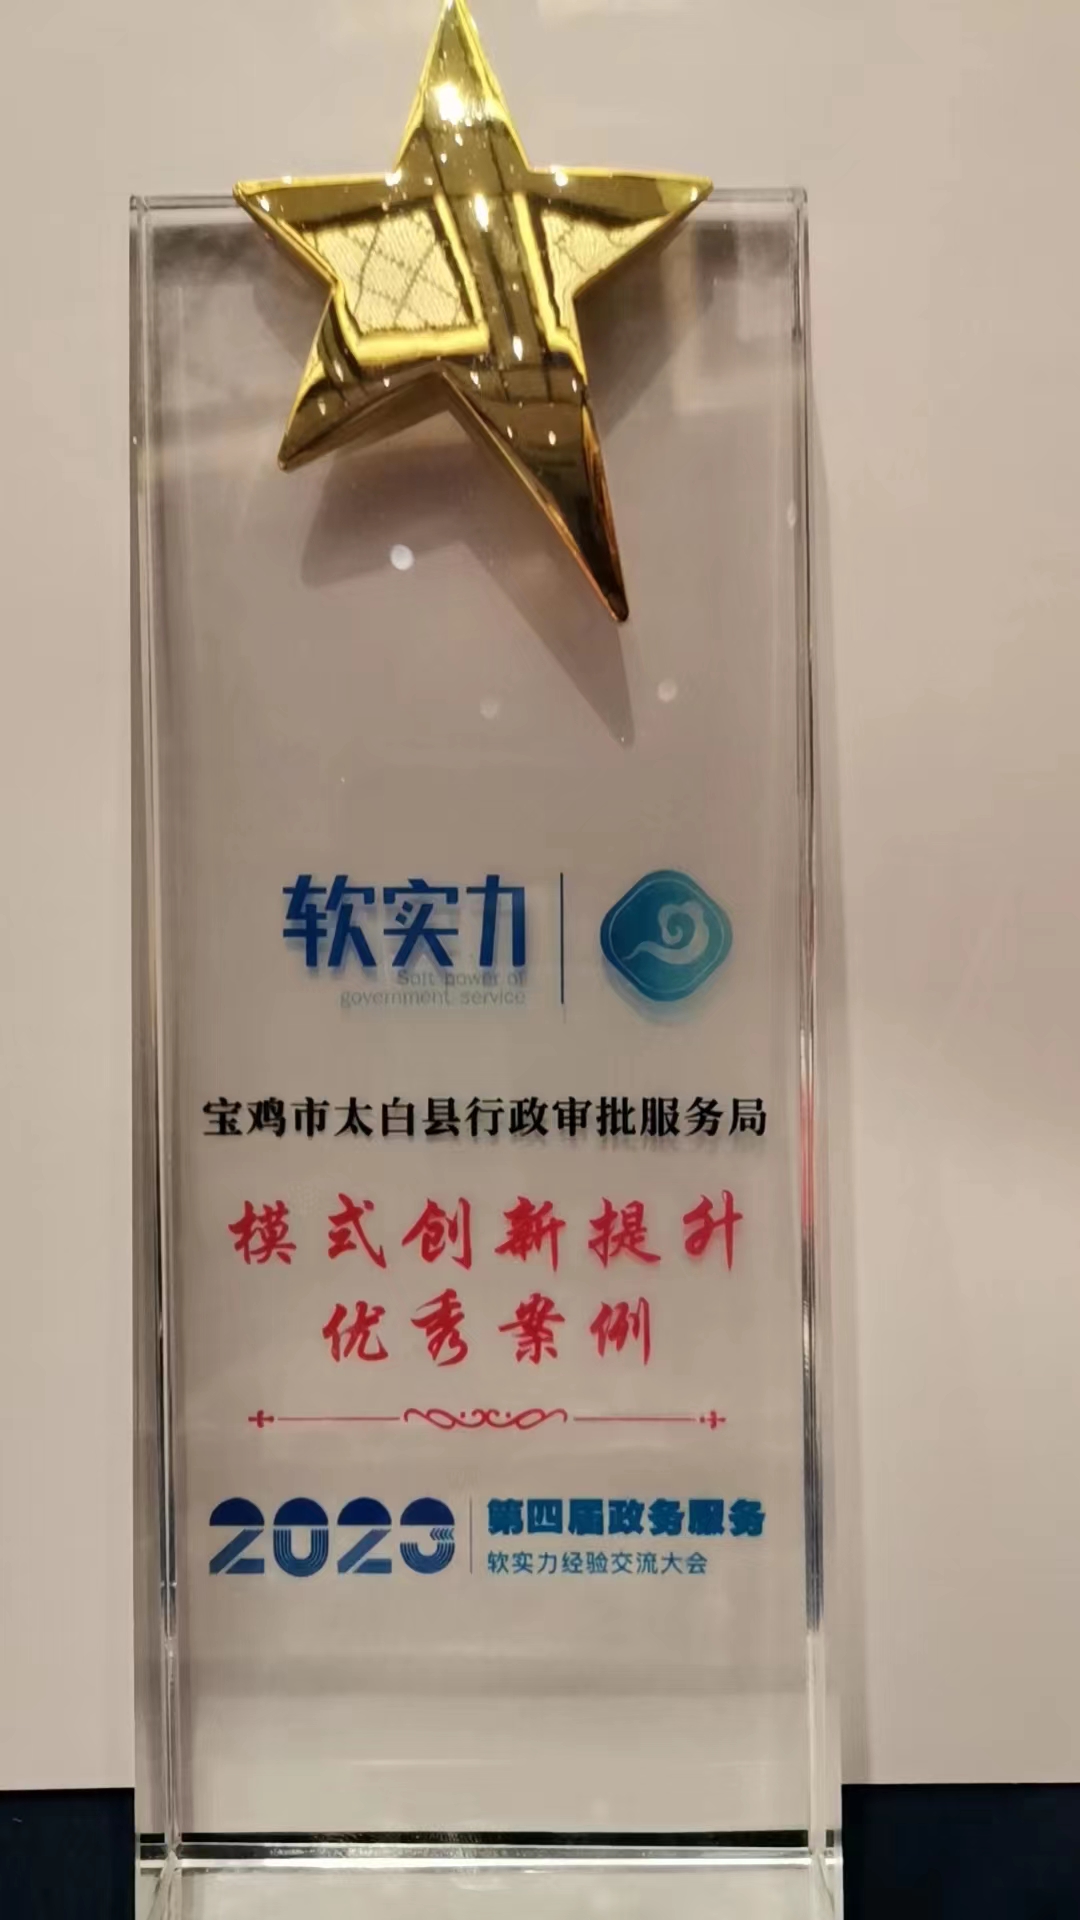 软实力
Soft power of
government service
宝鸡市太白县行政审批服务局
模式创新提升
优秀案例
2023
第四届政务服务
软实力经验交流大会